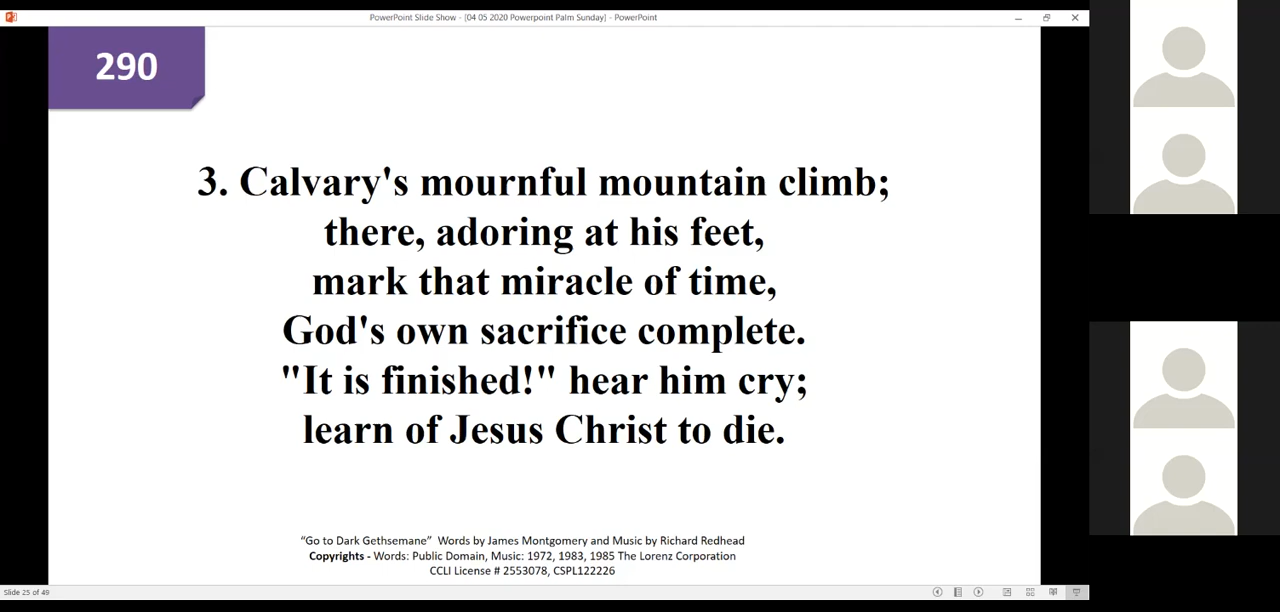 PowerPoint Slide Show - [04 05 2020 Powerpoint Palm Sunday] - PowerPoint
290
3. Calvary's mournful mountain climb;
there, adoring at his feet,
mark that miracle of time,
God's own sacrifice complete.
"It is finished!" hear him cry;
learn of Jesus Christ to die.
“Go to Dark Gethsemane”  Words by James Montgomery and Music by Richard Redhead
Copyrights - Words: Public Domain, Music: 1972, 1983, 1985 The Lorenz Corporation
CCLI License # 2553078, CSPL122226
Slide 25 of 49